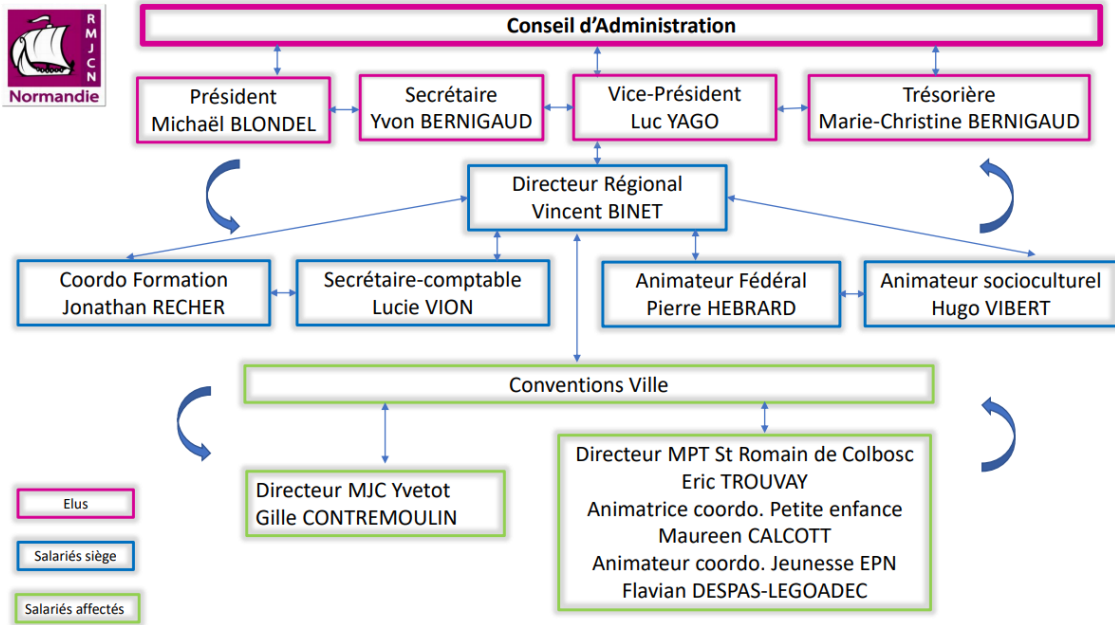 RMJCN
Normandie
Conseil d’Administration
Président
Michaël BLONDEL
Secrétaire
Yvon BERNIGAUD
Vice-Président
Luc YAGO
Trésorière
Marie-Christine BERNIGAUD
Directeur Régional
Vincent BINET
Coordo Formation
Jonathan RECHER
Secrétaire-comptable
Lucie VION
Animateur Fédéral
Pierre HEBRARD
Animateur socioculturel
Hugo VIBERT
Conventions Ville
Directeur MJC Yvetot
Gille CONTREMOULIN
Directeur MPT St Romain de Colbosc
Eric TROUVAY
Animatrice coordo. Petite enfance
Maureen CALCOTT
Animateur coordo. Jeunesse EPN
Flavian DESPAS-LEGOADEC
Elus
Salariés siège
Salariés affectés